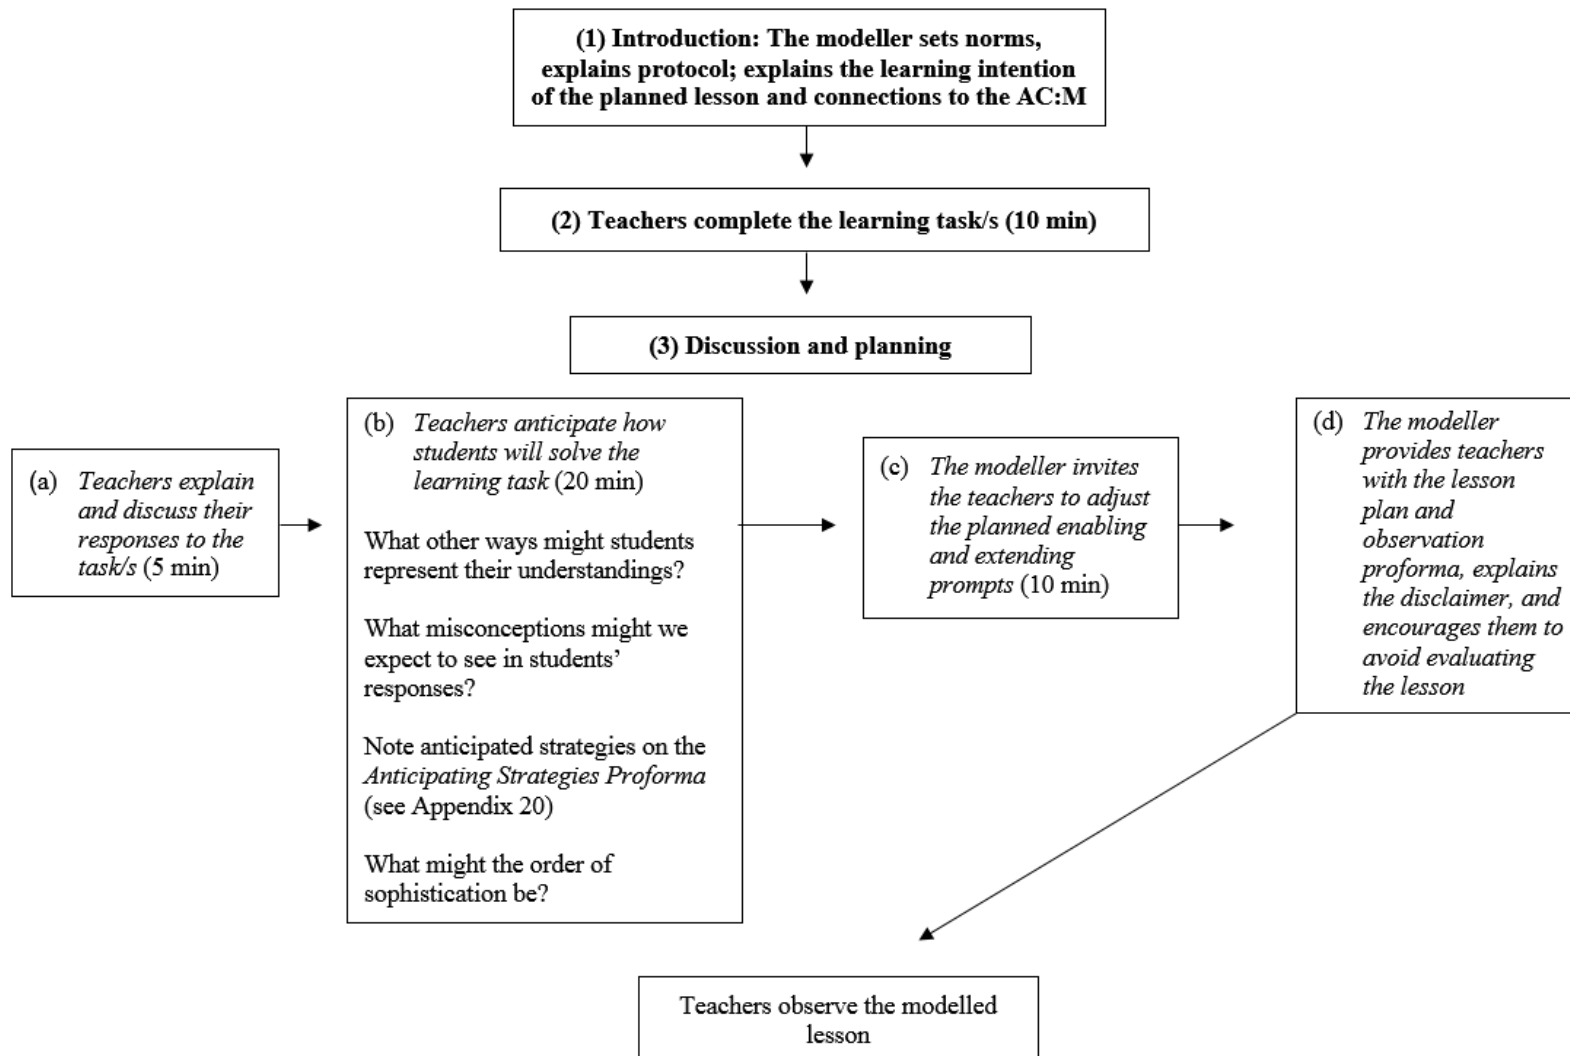 (1) Introduction: The modeller sets norms,
explains protocol; explains the learning intention
of the planned lesson and connections to the AC:M
(2) Teachers complete the learning task/s (10 min)
(3) Discussion and planning
(a) Teachers explain
and discuss their
responses to the
task/s (5 min)
(b) Teachers anticipate how
students will solve the
learning task (20 min)
What other ways might students
represent their understandings?
What misconceptions might we
expect to see in students’
responses?
Note anticipated strategies on the
Anticipating Strategies Proforma
(see Appendix 20)
What might the order of
sophistication be?
(c) The modeller invites
the teachers to adjust
the planned enabling
and extending
prompts (10 min)
(d) The modeller
provides teachers
with the lesson
plan and
observation
proforma, explains
the disclaimer, and
encourages them to
avoid evaluating
the lesson
Teachers observe the modelled
lesson